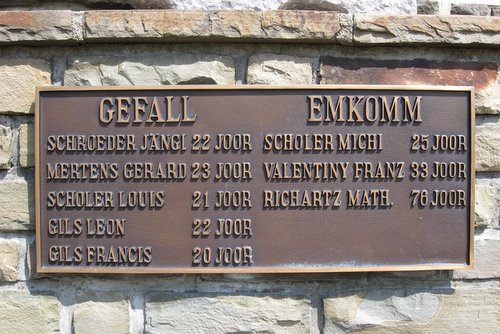 GEFALL EMKOMM
SCHROEDER JÄNGI 22 JOOR SCHOLER MICHI 25 JOOR
MERTENS GERARD 23 JOOR VALENTINY FRANZ 33 JOOR
SCHOLER LOUIS 21 JOOR RICHARTZ MATH. 76 JOOR
GILS LEON 22 JOOR
GILS FRANCIS 20 JOOR